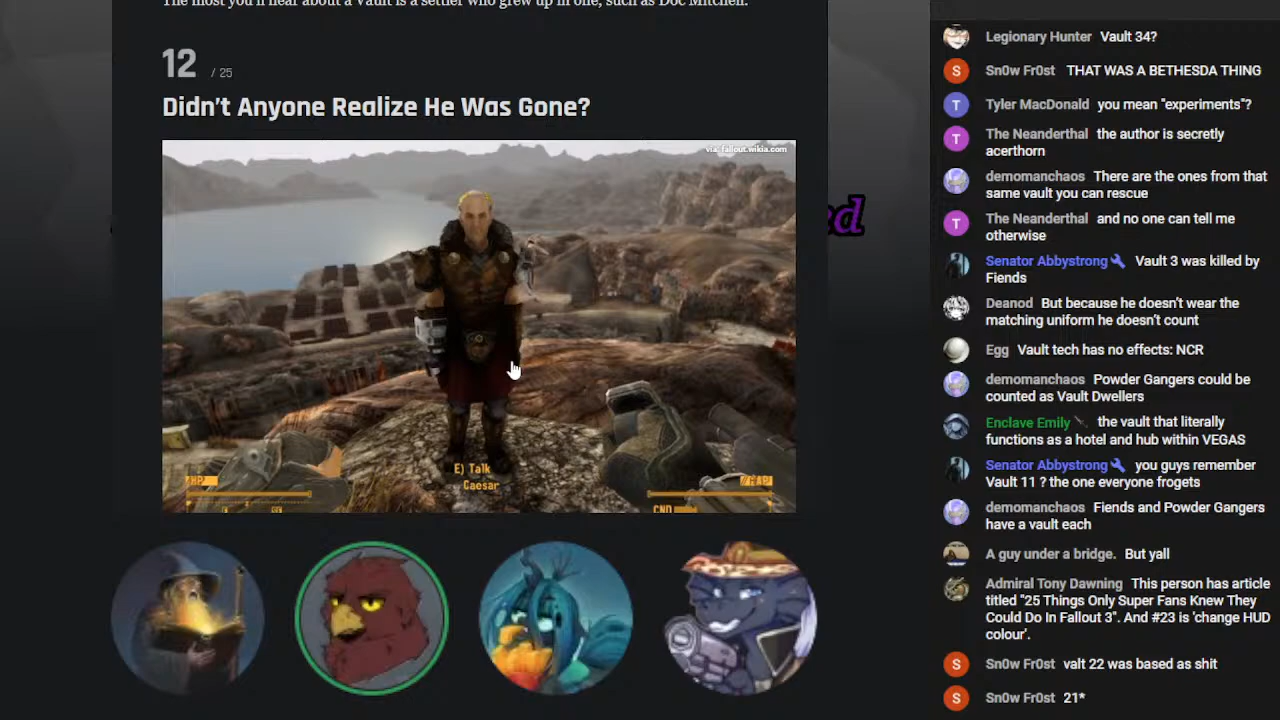 The most you'll hear about a Vault is a settler who grew up in one, such as Doc Mitchell.
12 / 25
Didn't Anyone Realize He Was Gone?
via fallout.wikia.com
ed
E) Talk
Caesar
HP
AP
CND
Legionary Hunter Vault 34?
S Sn0w Fr0st THAT WAS A BETHESDA THING
T Tyler MacDonald you mean "experiments"?
T The Neanderthal the author is secretly
acerthorn
demomanchaos There are the ones from that
same vault you can rescue
T The Neanderthal and no one can tell me
otherwise
Senator Abbystrong Vault 3 was killed by
Fiends
Deanod But because he doesn't wear the
matching uniform he doesn't count
Egg Vault tech has no effects: NCR
demomanchaos Powder Gangers could be
counted as Vault Dwellers
Enclave Emily the vault that literally
functions as a hotel and hub within VEGAS
Senator Abbystrong you guys remember
Vault 11 ? the one everyone frogets
demomanchaos Fiends and Powder Gangers
have a vault each
A guy under a bridge. But yall
Admiral Tony Dawning This person has article
titled "25 Things Only Super Fans Knew They
Could Do In Fallout 3". And #23 is 'change HUD
colour'.
S Sn0w Fr0st valt 22 was based as shit
S Sn0w Fr0st 21*